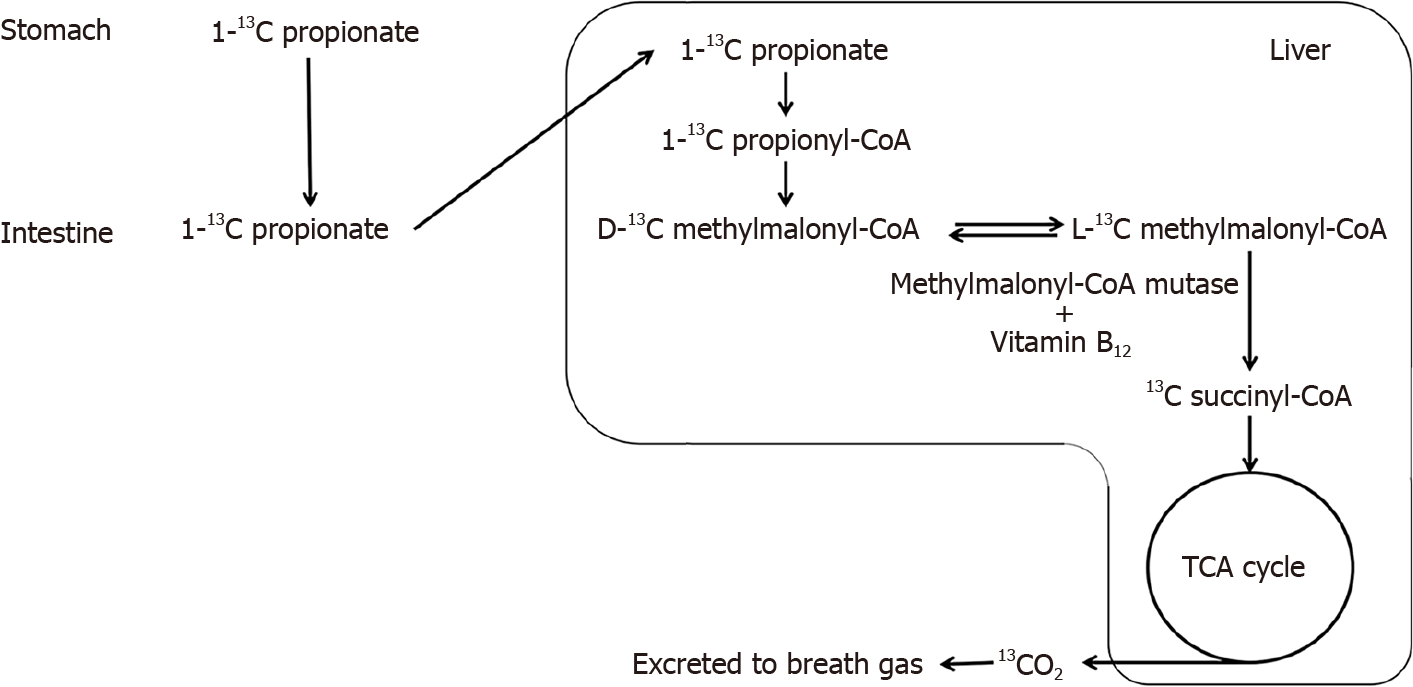 Stomach
1-¹³C propionate
1-¹³C propionate
Liver
1-¹³C propionyl-CoA
Intestine
1-¹³C propionate
D-¹³C methylmalonyl-CoA
L-¹³C methylmalonyl-CoA
Methylmalonyl-CoA mutase
+
Vitamin B₁₂
¹³C succinyl-CoA
TCA cycle
Excreted to breath gas
¹³CO₂